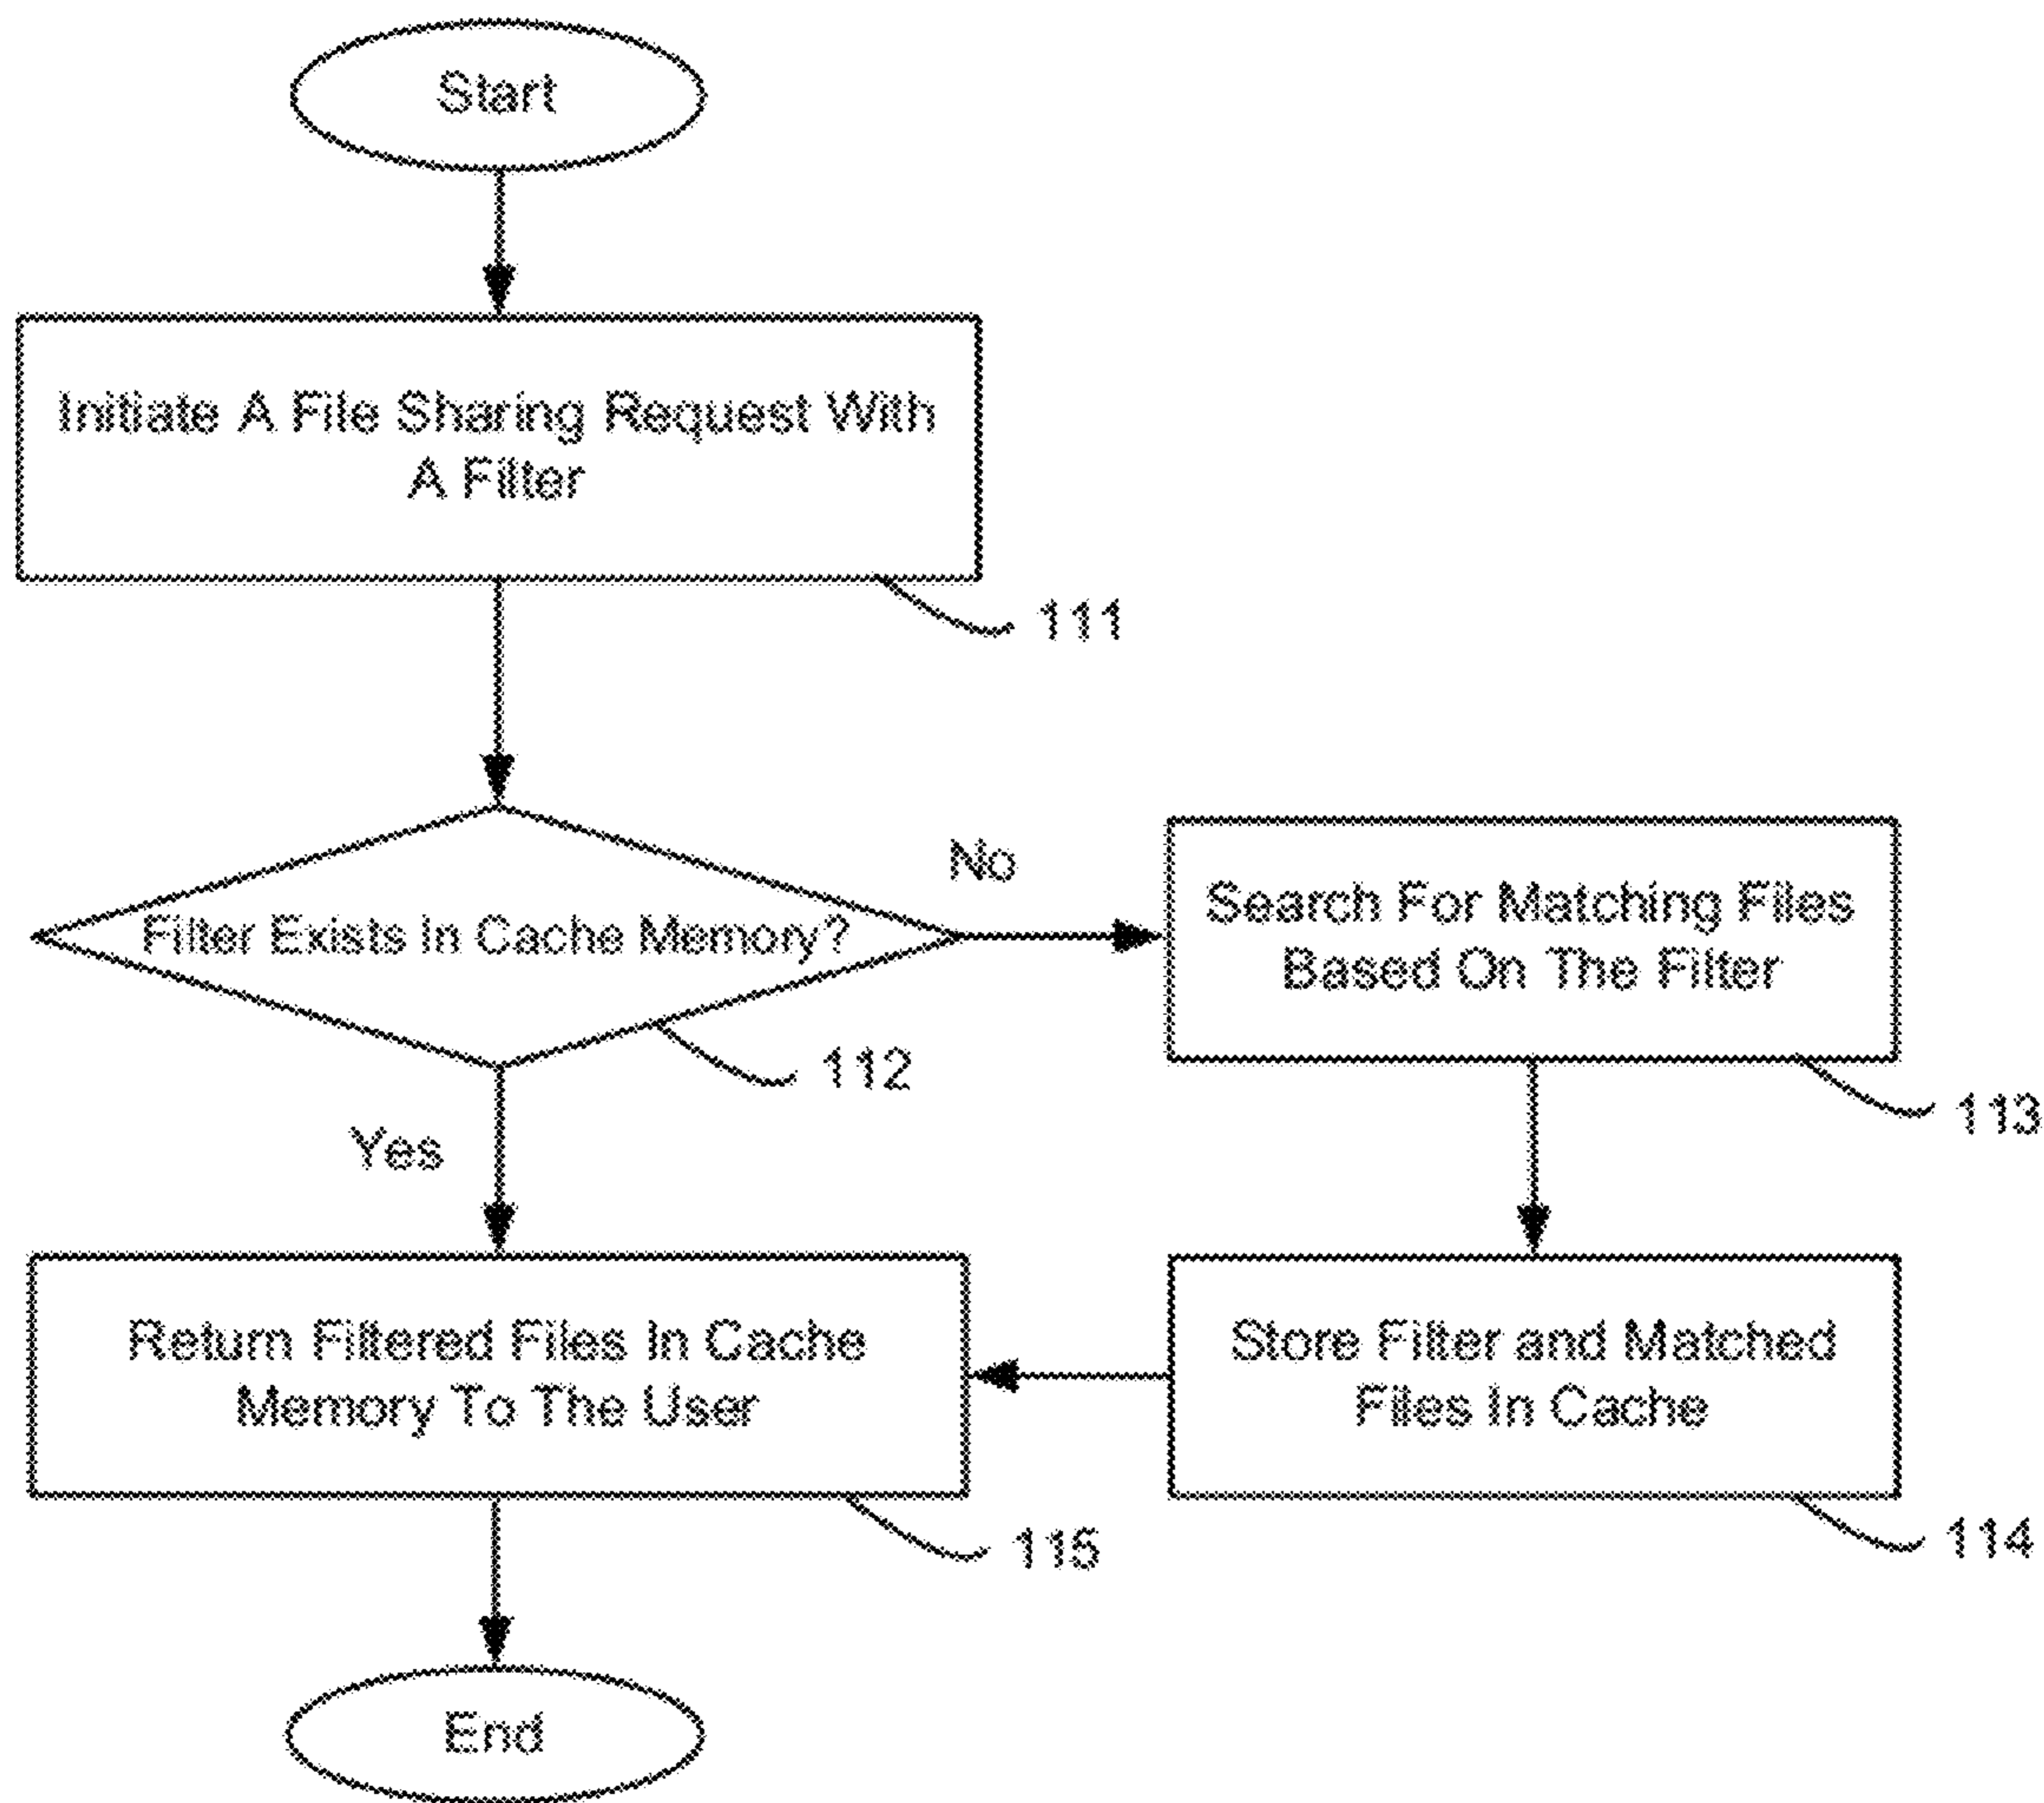 Start
Initiate A File Sharing Request With
A Filter
111
No
Filter Exists In Cache Memory?
Search For Matching Files
Based On The Filter
112
113
Yes
Return Filtered Files In Cache
Memory To The User
Store Filter and Matched
Files In Cache
115
114
End